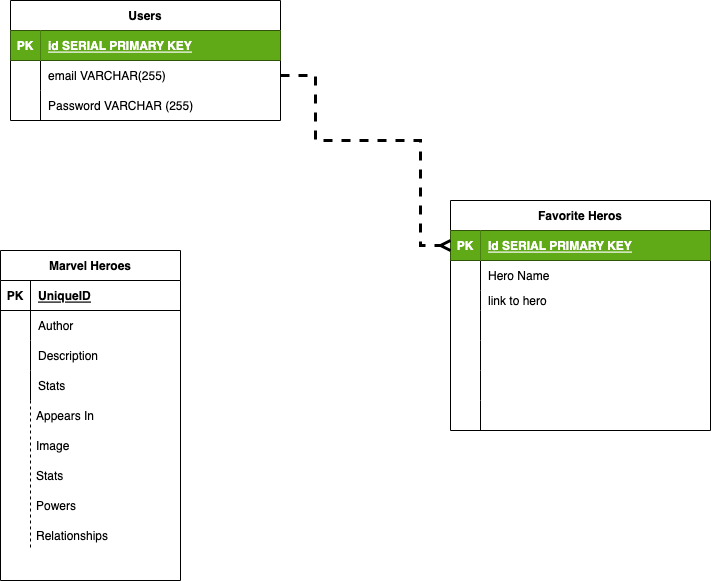 Users
PK id SERIAL PRIMARY KEY
email VARCHAR(255)
Password VARCHAR (255)
Favorite Heros
PK Id SERIAL PRIMARY KEY
Hero Name
link to hero
Marvel Heroes
PK UniqueID
Author
Description
Stats
Appears In
Image
Stats
Powers
Relationships